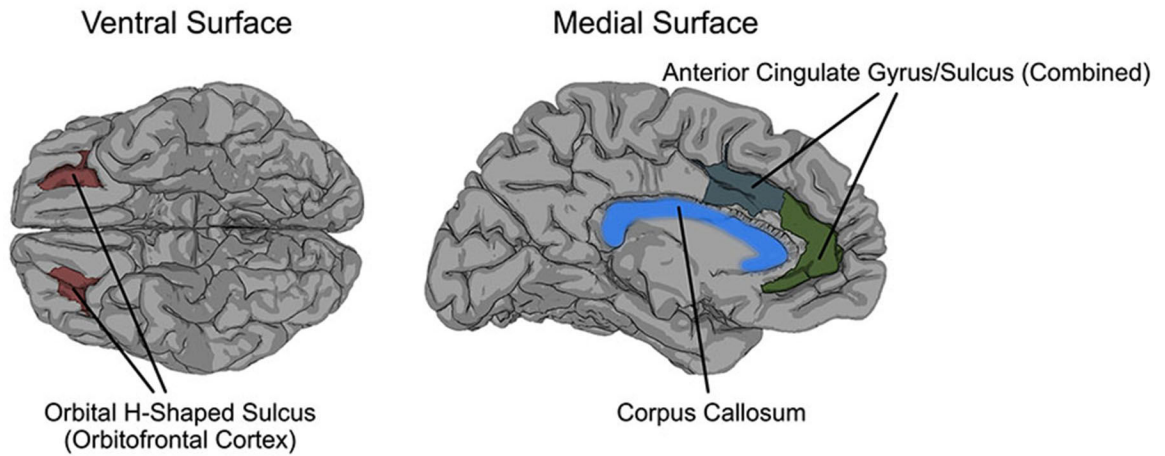 Ventral Surface
Medial Surface
Anterior Cingulate Gyrus/Sulcus (Combined)
Orbital H-Shaped Sulcus
(Orbitofrontal Cortex)
Corpus Callosum